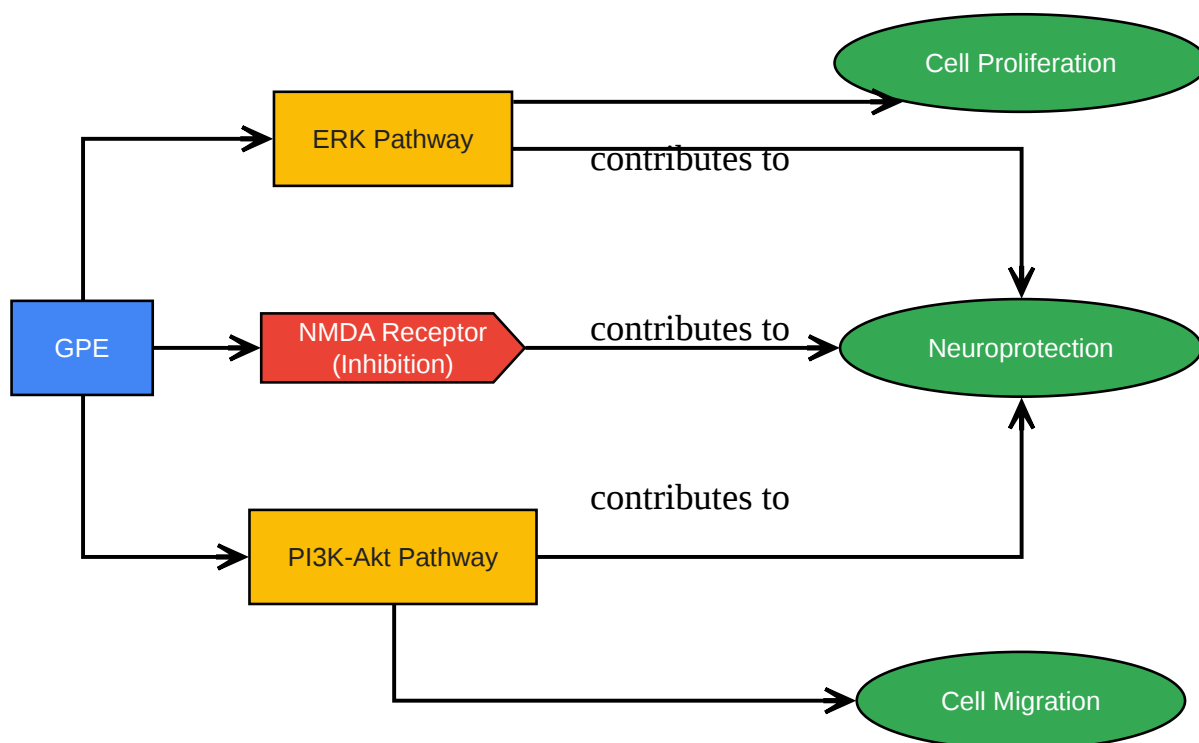 Cell Proliferation
ERK Pathway
contributes to
GPE
NMDA Receptor
(Inhibition)
contributes to
Neuroprotection
contributes to
PI3K-Akt Pathway
Cell Migration